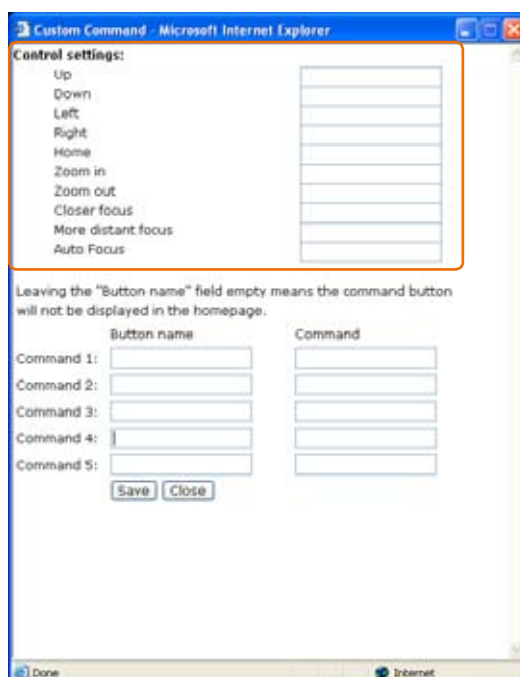 Custom Command - Microsoft Internet Explorer
Control settings:
Up
Down
Left
Right
Home
Zoom in
Zoom out
Closer focus
More distant focus
Auto Focus
Leaving the "Button name" field empty means the command button
will not be displayed in the homepage.
Button name Command
Command 1:
Command 2:
Command 3:
Command 4:
Command 5:
Save Close
Done Internet